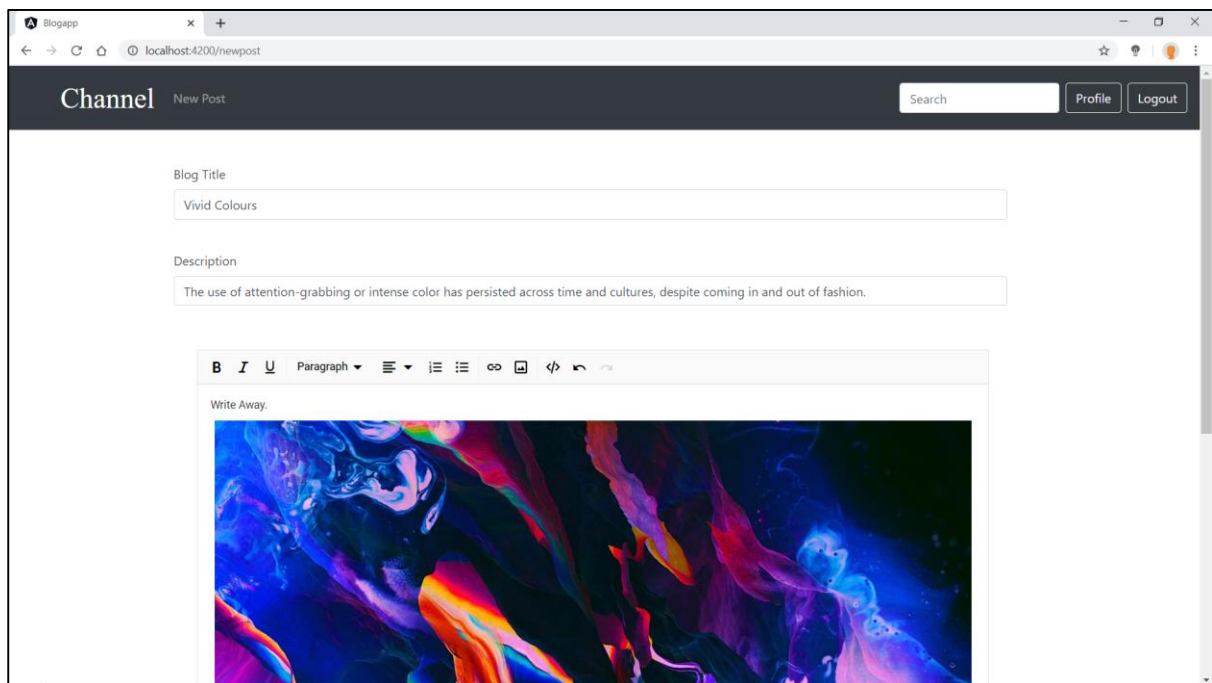 Blogapp
localhost:4200/newpost
Channel New Post Search Profile Logout
Blog Title
Vivid Colours
Description
The use of attention-grabbing or intense color has persisted across time and cultures, despite coming in and out of fashion.
B I U Paragraph
Write Away.